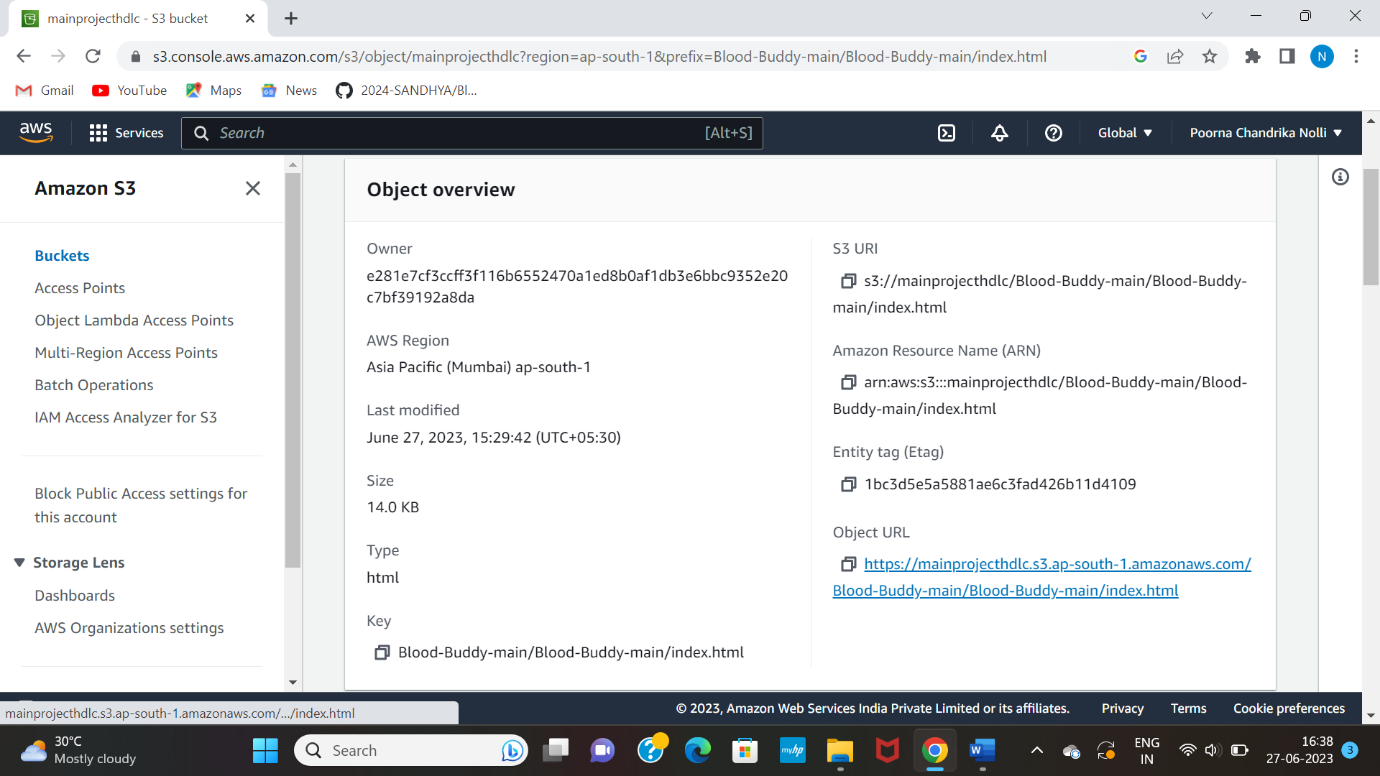 mainprojecthdlc - S3 bucket
s3.console.aws.amazon.com/s3/object/mainprojecthdlc?region=ap-south-1&prefix=Blood-Buddy-main/Blood-Buddy-main/index.html
N
Gmail
YouTube
Maps
News
2024-SANDHYA/Bl...
aws
Services
Search
[Alt+S]
Global
Poorna Chandrika Nolli
Amazon S3
Buckets
Access Points
Object Lambda Access Points
Multi-Region Access Points
Batch Operations
IAM Access Analyzer for S3
Block Public Access settings for
this account
Storage Lens
Dashboards
AWS Organizations settings
Object overview
Owner
e281e7cf3ccff3f116b6552470a1ed8b0af1db3e6bbc9352e20
c7bf39192a8da
AWS Region
Asia Pacific (Mumbai) ap-south-1
Last modified
June 27, 2023, 15:29:42 (UTC+05:30)
Size
14.0 KB
Type
html
Key
Blood-Buddy-main/Blood-Buddy-main/index.html
S3 URI
s3://mainprojecthdlc/Blood-Buddy-main/Blood-Buddy-
main/index.html
Amazon Resource Name (ARN)
arn:aws:s3:::mainprojecthdlc/Blood-Buddy-main/Blood-
Buddy-main/index.html
Entity tag (Etag)
1bc3d5e5a5881ae6c3fad426b11d4109
Object URL
https://mainprojecthdlc.s3.ap-south-1.amazonaws.com/
Blood-Buddy-main/Blood-Buddy-main/index.html
mainprojecthdlc.s3.ap-south-1.amazonaws.com/.../index.html
© 2023, Amazon Web Services India Private Limited or its affiliates.
Privacy
Terms
Cookie preferences
30°C
Mostly cloudy
Search
myhp
ENG
IN
16:38
27-06-2023
3